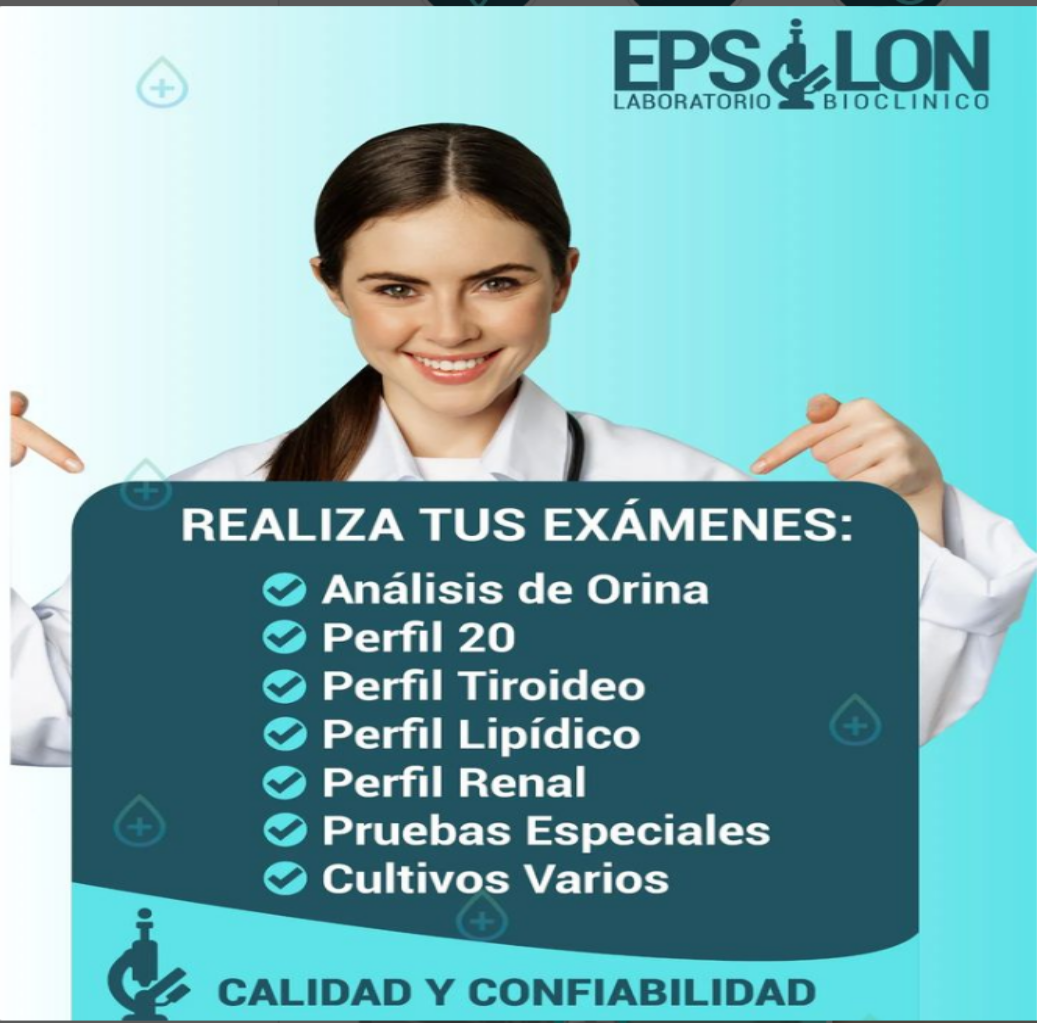 EPSiLON
LABORATORIO BIOCLINICO
REALIZA TUS EXÁMENES:
Análisis de Orina
Perfil 20
Perfil Tiroideo
Perfil Lipídico
Perfil Renal
Pruebas Especiales
Cultivos Varios
CALIDAD Y CONFIABILIDAD